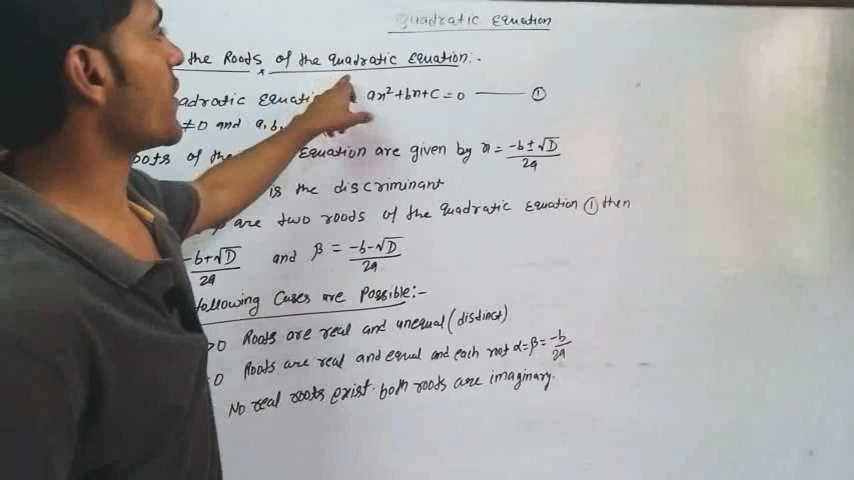 Quadratic Equation
the Roots of the quadratic Equation:-
adratic Equati ax²+bx+c=0 ——— ①
≠0 and a,b,
oots of the Equation are given by x = -b±√D / 2a
is the discriminant
are two roots of the quadratic Equation ① then
-b+√D / 2a and β = -b-√D / 2a
following Cases are Possible:-
>0 Roots are real and unequal (distinct)
=0 Roots are real and equal and each root α=β= -b / 2a
No real roots exist. both roots are imaginary.